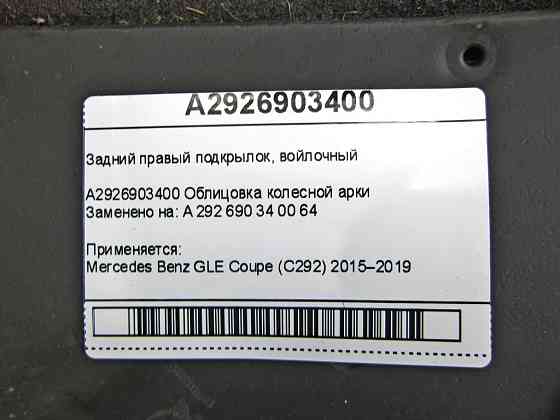 A2926903400
Задний правый подкрылок, войлочный
A2926903400 Облицовка колесной арки
Заменено на: A 292 690 34 00 64
Применяется:
Mercedes Benz GLE Coupe (C292) 2015–2019